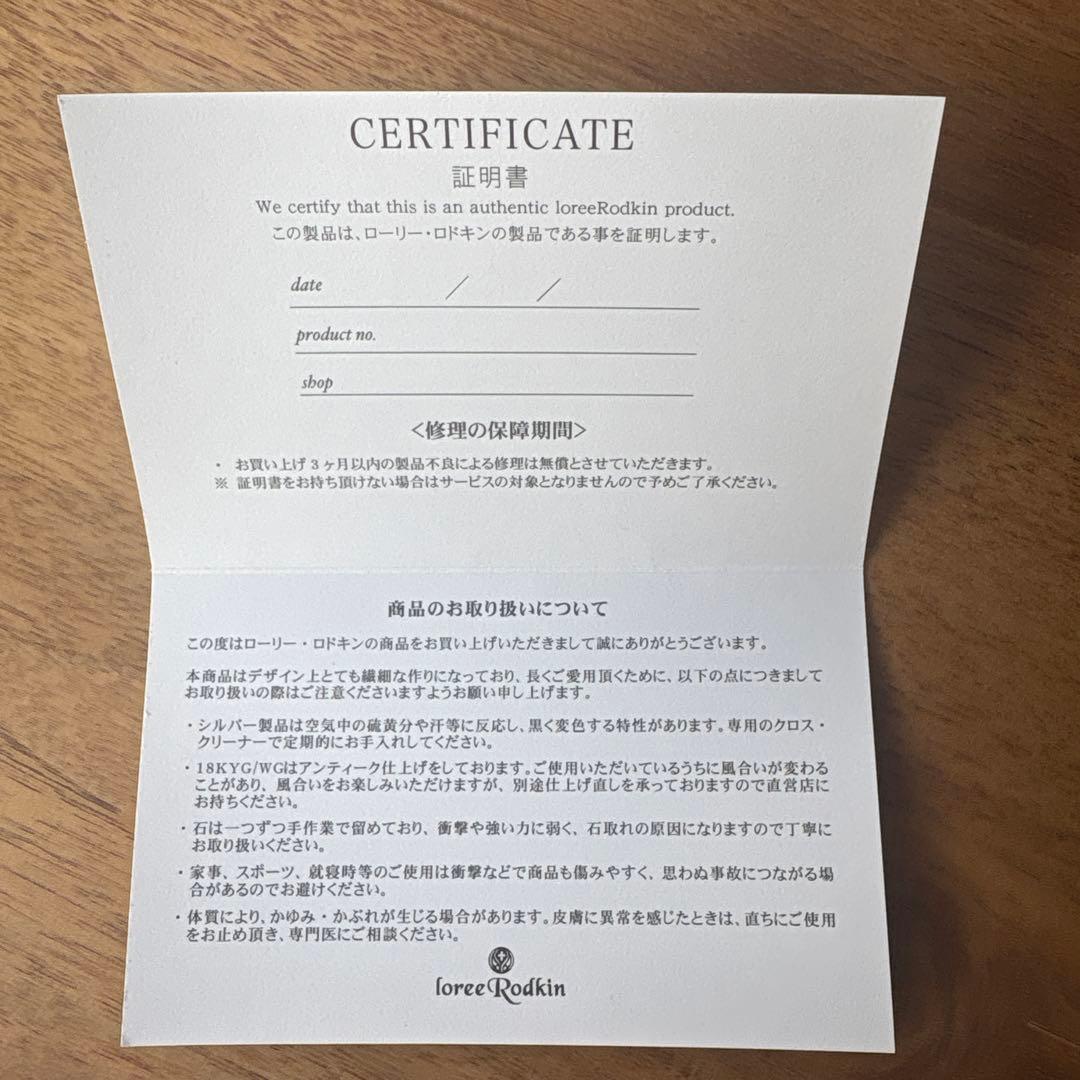 CERTIFICATE
証明書
We certify that this is an authentic loreeRodkin product.
この製品は、ローリー・ロドキンの製品である事を証明します。
date / /
product no.
shop
<修理の保障期間>
・ お買い上げ3ヶ月以内の製品不良による修理は無償とさせていただきます。
※ 証明書をお持ち頂けない場合はサービスの対象となりませんので予めご了承ください。
商品のお取り扱いについて
この度はローリー・ロドキンの商品をお買い上げいただきまして誠にありがとうございます。
本商品はデザイン上とても繊細な作りになっており、長くご愛用頂くために、以下の点につきまして
お取り扱いの際はご注意くださいますようお願い申し上げます。
・シルバー製品は空気中の硫黄分や汗等に反応し、黒く変色する特性があります。専用のクロス・
クリーナーで定期的にお手入れしてください。
・18KYG/WGはアンティーク仕上げをしております。ご使用いただいているうちに風合いが変わる
ことがあり、風合いをお楽しみいただけますが、別途仕上げ直しを承っておりますので直営店に
お持ちください。
・石は一つずつ手作業で留めており、衝撃や強い力に弱く、石取れの原因になりますので丁寧に
お取り扱いください。
・家事、スポーツ、就寝時等のご使用は衝撃などで商品も傷みやすく、思わぬ事故につながる場
合があるのでお避けください。
・体質により、かゆみ・かぶれが生じる場合があります。皮膚に異常を感じたときは、直ちにご使用
をお止め頂き、専門医にご相談ください。
loreeRodkin